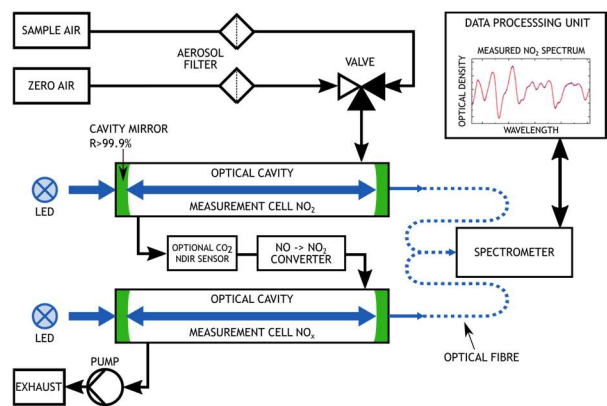 SAMPLE AIR
AEROSOL
FILTER
ZERO AIR
VALVE
DATA PROCESSSING UNIT
MEASURED NO₂ SPECTRUM
OPTICAL DENSITY
WAVELENGTH
CAVITY MIRROR
R>99.9%
LED
OPTICAL CAVITY
MEASUREMENT CELL NO₂
OPTIONAL CO₂
NDIR SENSOR
NO -> NO₂
CONVERTER
SPECTROMETER
LED
OPTICAL CAVITY
MEASUREMENT CELL NOₓ
OPTICAL FIBRE
PUMP
EXHAUST